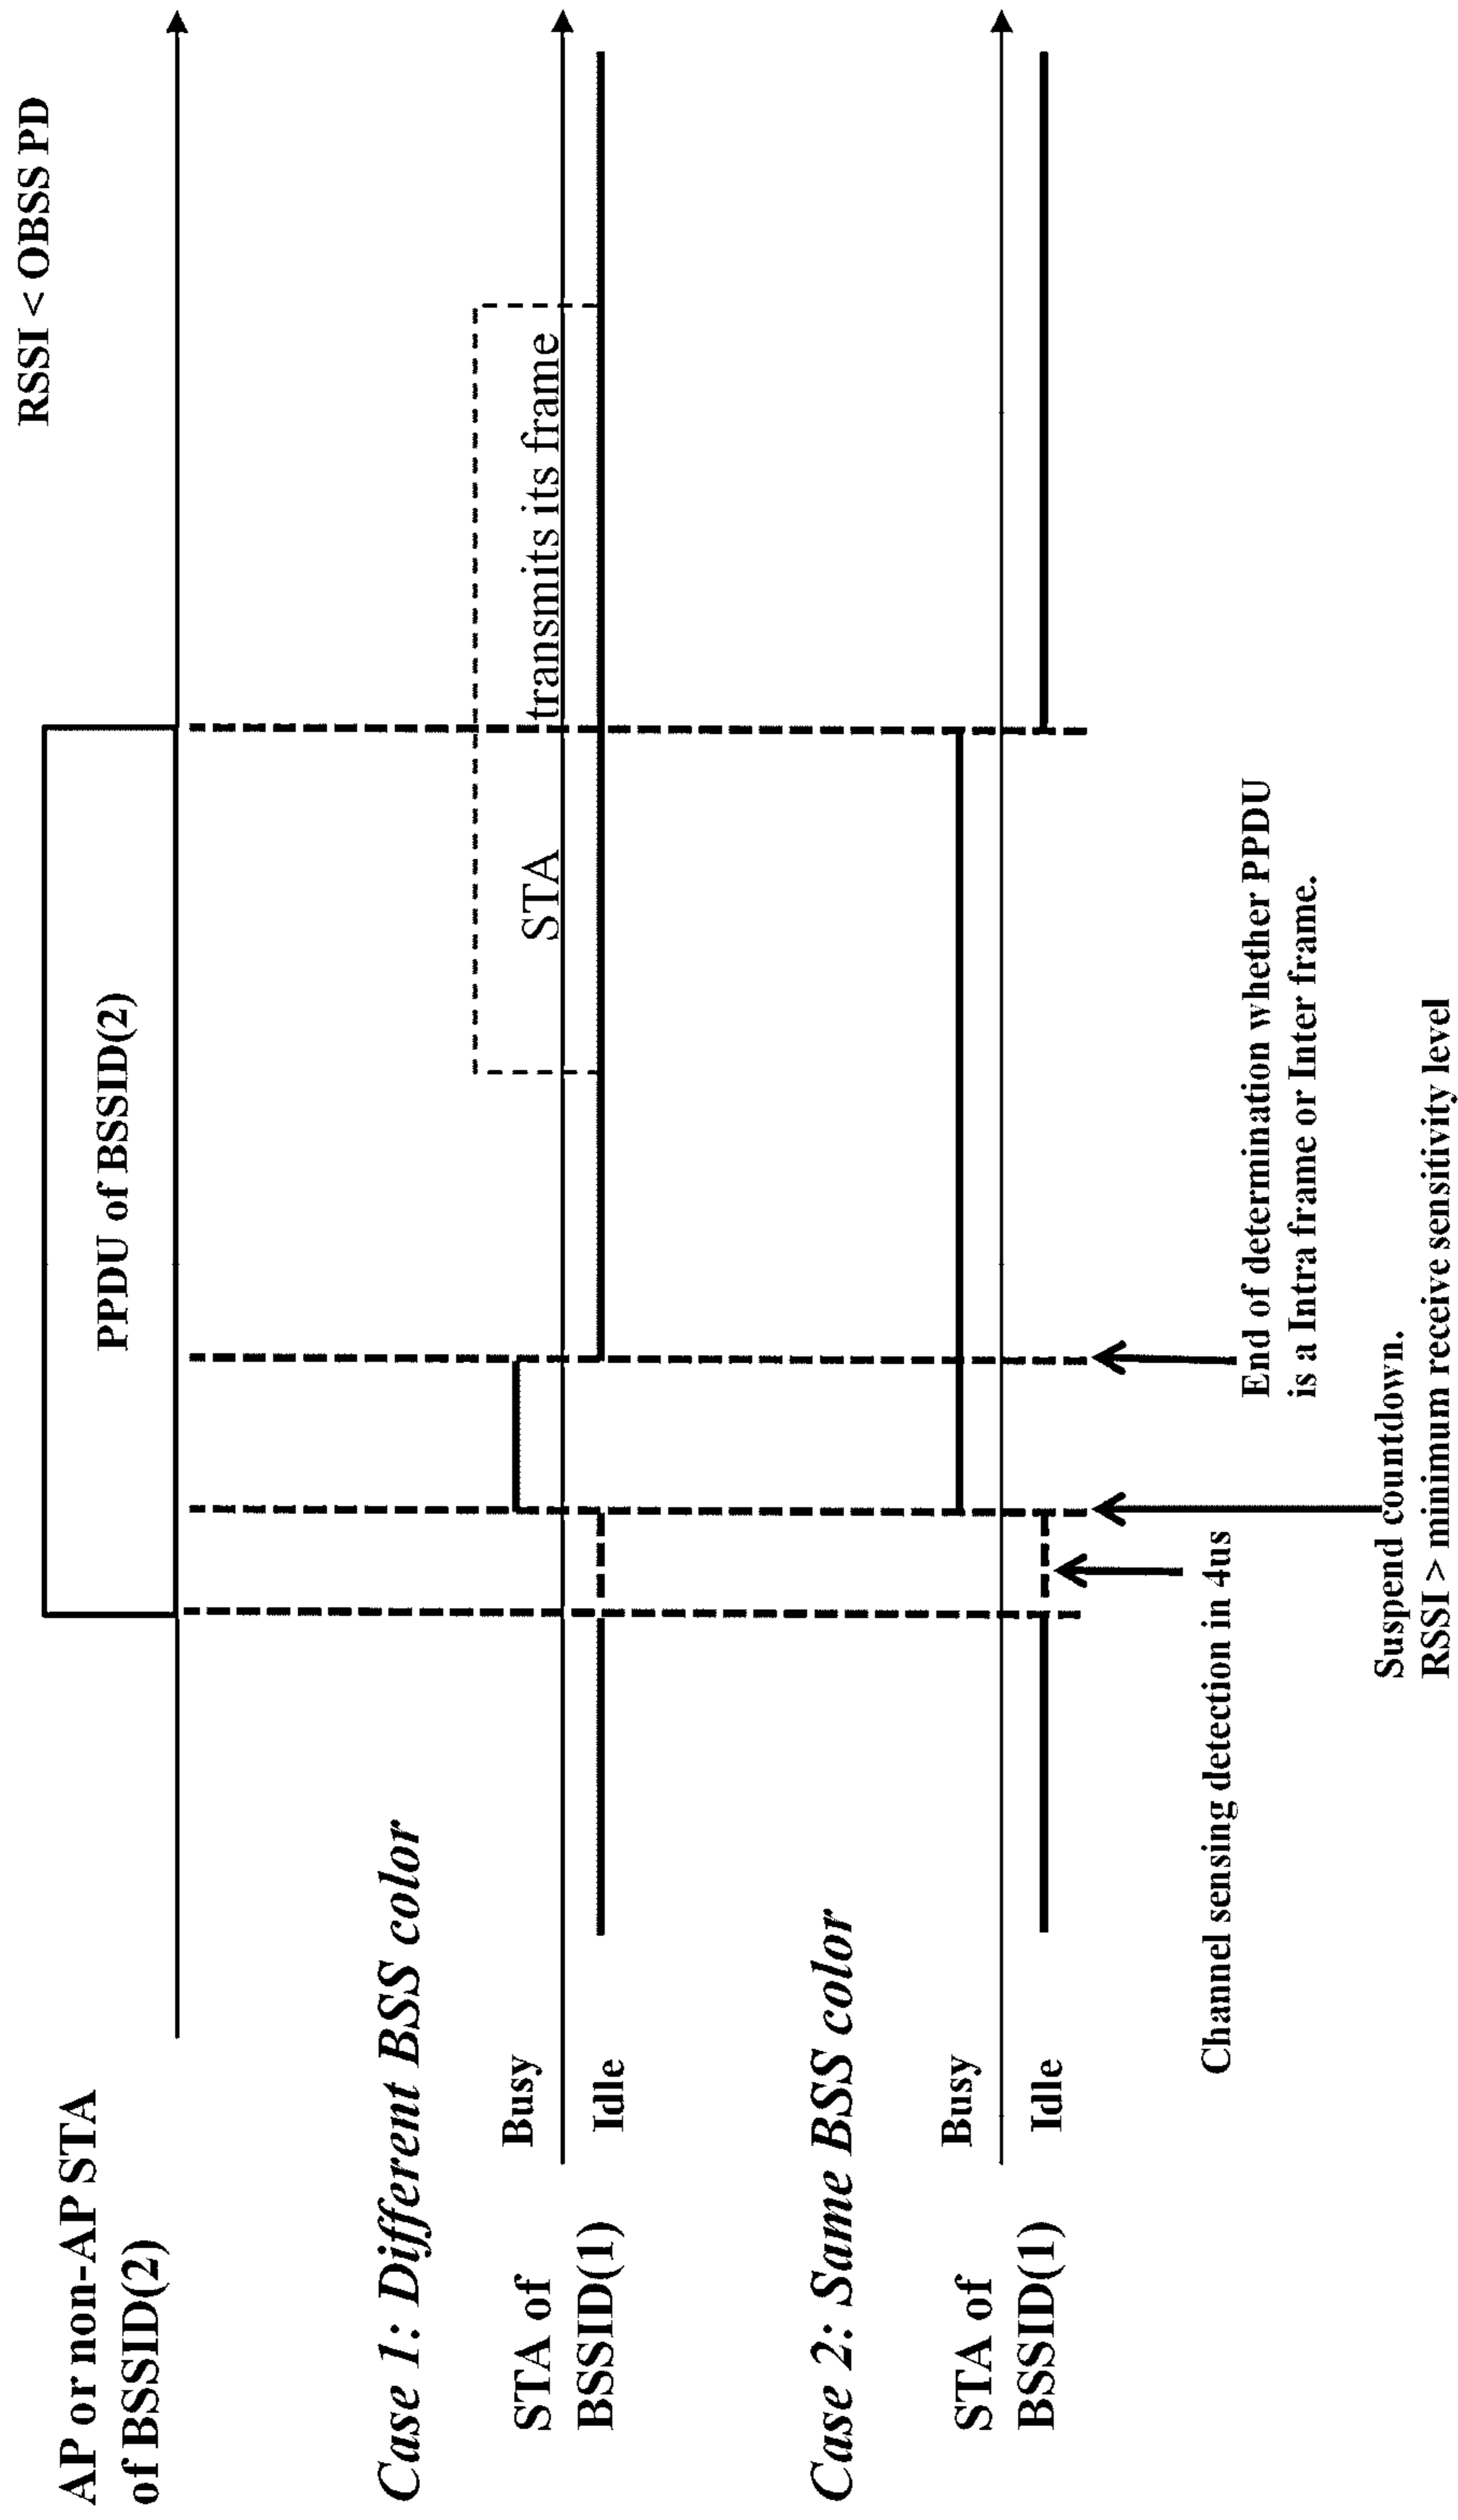 RSSI < OBSS PD
AP or non-AP STA
of BSSID(2)
PPDU of BSSID(2)
Case 1: Different BSS color
STA of
BSSID(1)
Busy
Idle
STA transmits its frame
Case 2: Same BSS color
STA of
BSSID(1)
Busy
Idle
Channel sensing detection in 4us
End of determination whether PPDU
is a Intra frame or Inter frame.
Suspend countdown.
RSSI > minimum receive sensitivity level